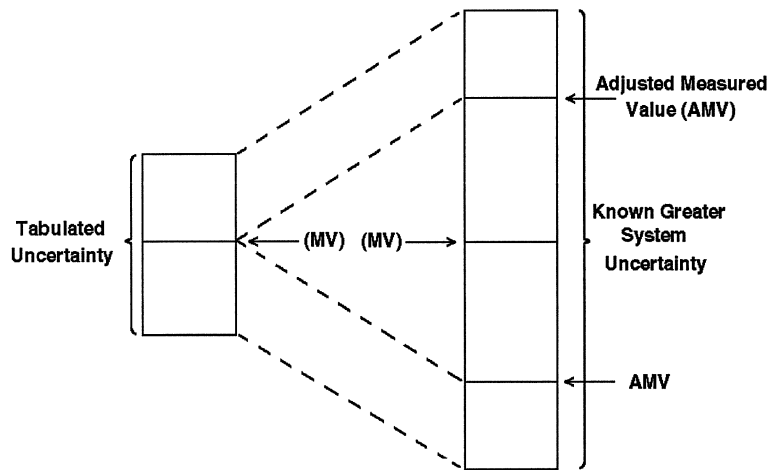 Adjusted Measured
Value (AMV)
Tabulated
Uncertainty
(MV) (MV)
Known Greater
System
Uncertainty
AMV